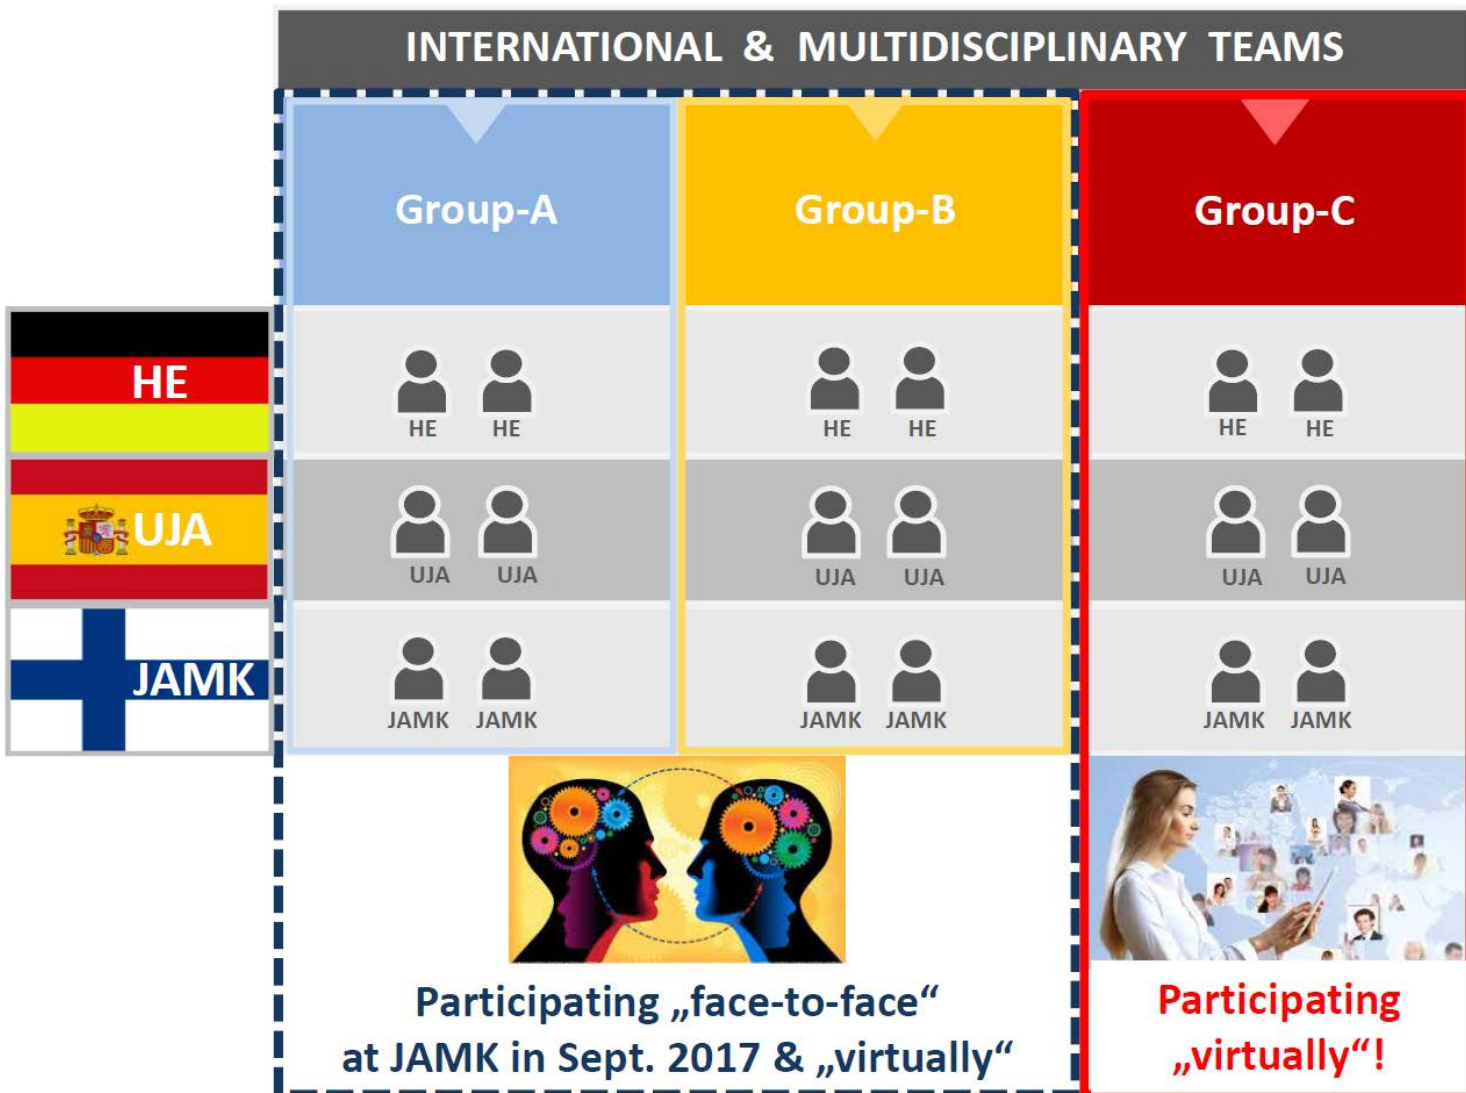 INTERNATIONAL & MULTIDISCIPLINARY TEAMS
Group-A
Group-B
Group-C
HE
HE HE
HE HE
HE HE
UJA
UJA UJA
UJA UJA
UJA UJA
JAMK
JAMK JAMK
JAMK JAMK
JAMK JAMK
Participating „face-to-face“
at JAMK in Sept. 2017 & „virtually“
Participating
„virtually“!